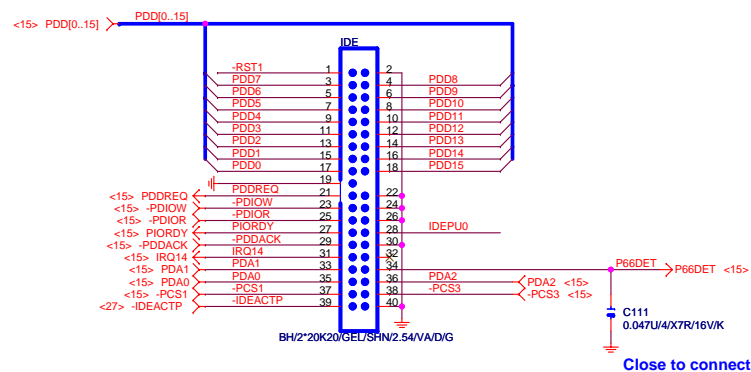 <15> PDD[0..15] PDD[0..15]
IDE
-RST1 1 2
PDD7 3 4 PDD8
PDD6 5 6 PDD9
PDD5 7 8 PDD10
PDD4 9 10 PDD11
PDD3 11 12 PDD12
PDD2 13 14 PDD13
PDD1 15 16 PDD14
PDD0 17 18 PDD15
19
<15> PDDREQ PDDREQ 21 22
<15> -PDIOW 23 24
<15> -PDIOR 25 26
<15> PIORDY PIORDY 27 28 IDEPU0
<15> -PDDACK -PDDACK 29 30
<15> IRQ14 IRQ14 31 32
<15> PDA1 PDA1 33 34 P66DET P66DET <15>
<15> PDA0 PDA0 35 36 PDA2 PDA2 <15>
<15> -PCS1 -PCS1 37 38 -PCS3 -PCS3 <15>
<27> -IDEACTP -IDEACTP 39 40
-PDIOW
-PDIOR
C111
0.047U/4/X7R/16V/K
BH/2*20K20/GEL/SHN/2.54/VA/D/G
Close to connect